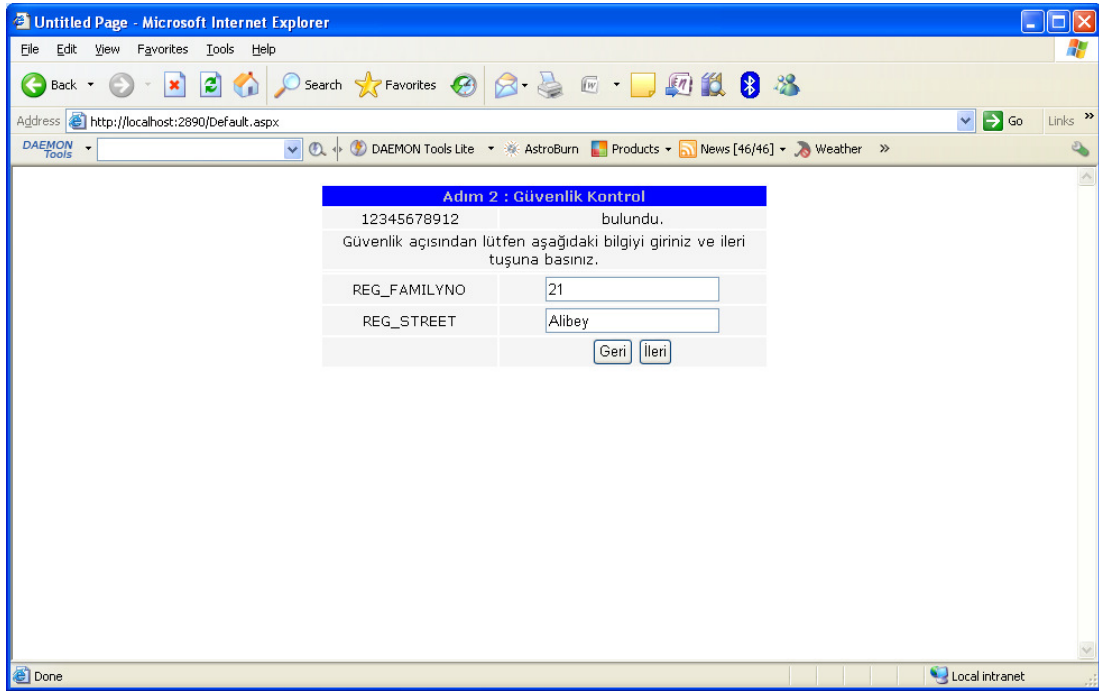 Untitled Page - Microsoft Internet Explorer
File Edit View Favorites Tools Help
Back Search Favorites
Address http://localhost:2890/Default.aspx Go Links »
DAEMON Tools DAEMON Tools Lite AstroBurn Products News [46/46] Weather »
Adım 2 : Güvenlik Kontrol
12345678912 bulundu.
Güvenlik açısından lütfen aşağıdaki bilgiyi giriniz ve ileri
tuşuna basınız.
REG_FAMILYNO 21
REG_STREET Alibey
Geri İleri
Done Local intranet